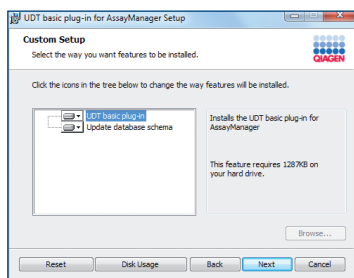 UDT basic plug-in for AssayManager Setup
Custom Setup
Select the way you want features to be installed.
QIAGEN
Click the icons in the tree below to change the way features will be installed.
UDT basic plug-in
Update database schema
Installs the UDT basic plug-in for
AssayManager
This feature requires 1287KB on
your hard drive.
Browse...
Reset
Disk Usage
Back
Next
Cancel